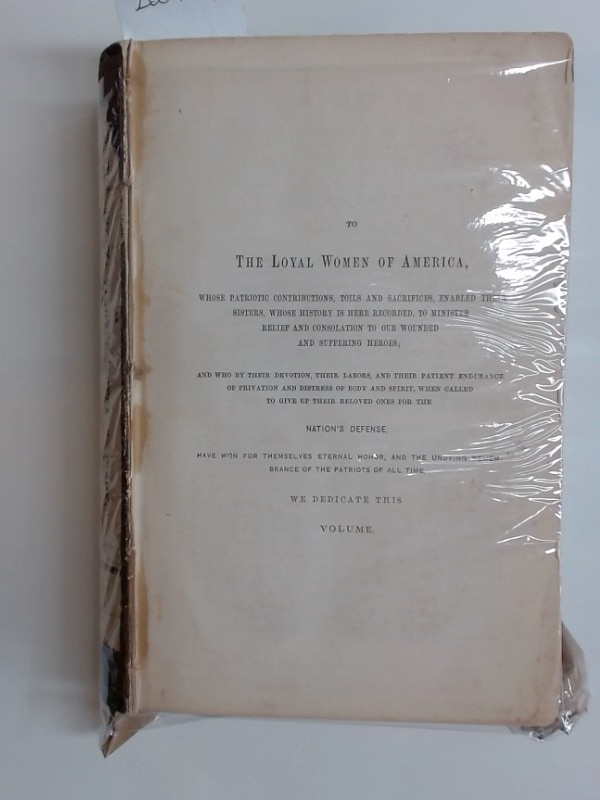 TO
THE LOYAL WOMEN OF AMERICA,
WHOSE PATRIOTIC CONTRIBUTIONS, TOILS AND SACRIFICES, ENABLED THEIR
SISTERS, WHOSE HISTORY IS HERE RECORDED, TO MINISTER
RELIEF AND CONSOLATION TO OUR WOUNDED
AND SUFFERING HEROES;
AND WHO BY THEIR DEVOTION, THEIR LABORS, AND THEIR PATIENT ENDURANCE
OF PRIVATION AND DISTRESS OF BODY AND SPIRIT, WHEN CALLED
TO GIVE UP THEIR BELOVED ONES FOR THE
NATION'S DEFENSE,
HAVE WON FOR THEMSELVES ETERNAL HONOR, AND THE UNDYING REMEM-
BRANCE OF THE PATRIOTS OF ALL TIME,
WE DEDICATE THIS
VOLUME.